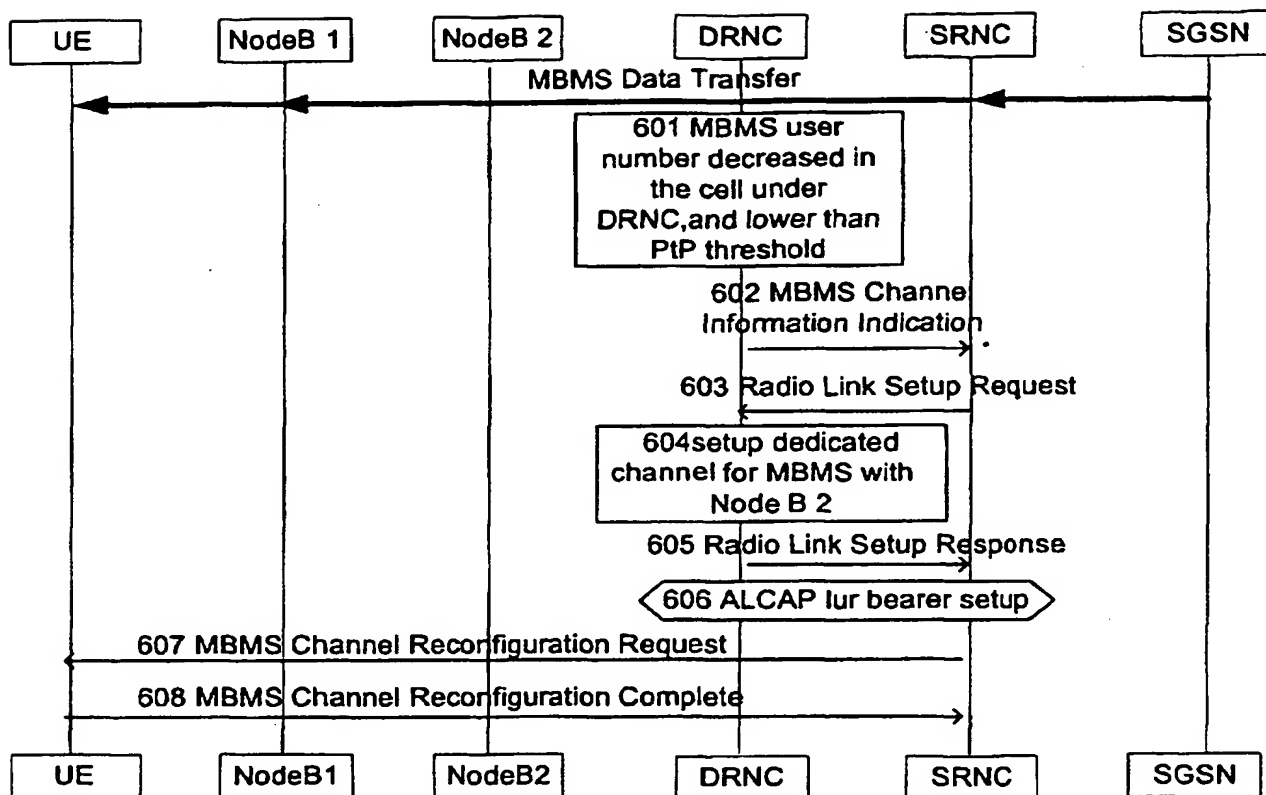 UE NodeB 1 NodeB 2 DRNC SRNC SGSN
MBMS Data Transfer
601 MBMS user
number decreased in
the cell under
DRNC,and lower than
PtP threshold
602 MBMS Channel
Information Indication
603 Radio Link Setup Request
604setup dedicated
channel for MBMS with
Node B 2
605 Radio Link Setup Response
606 ALCAP Iur bearer setup
607 MBMS Channel Reconfiguration Request
608 MBMS Channel Reconfiguration Complete
UE NodeB1 NodeB2 DRNC SRNC SGSN